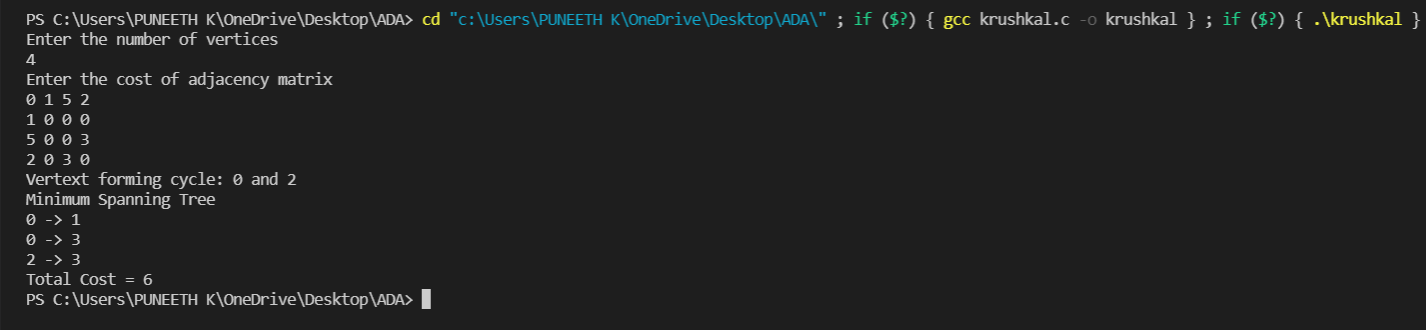 PS C:\Users\PUNEETH K\OneDrive\Desktop\ADA> cd "c:\Users\PUNEETH K\OneDrive\Desktop\ADA\" ; if ($?) { gcc krushkal.c -o krushkal } ; if ($?) { .\krushkal }
Enter the number of vertices
4
Enter the cost of adjacency matrix
0 1 5 2
1 0 0 0
5 0 0 3
2 0 3 0
Vertext forming cycle: 0 and 2
Minimum Spanning Tree
0 -> 1
0 -> 3
2 -> 3
Total Cost = 6
PS C:\Users\PUNEETH K\OneDrive\Desktop\ADA>